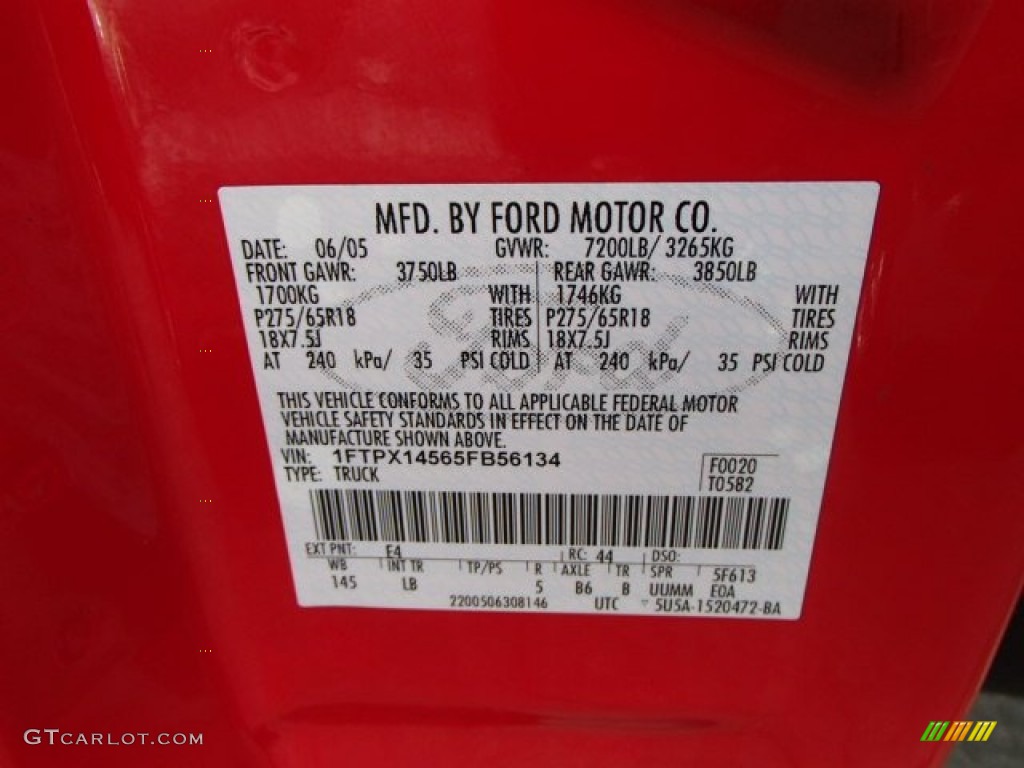 MFD. BY FORD MOTOR CO.
DATE: 06/05 GVWR: 7200LB/ 3265KG
FRONT GAWR: 3750LB REAR GAWR: 3850LB
1700KG WITH 1746KG WITH
P275/65R18 TIRES P275/65R18 TIRES
18X7.5J RIMS 18X7.5J RIMS
AT 240 kPa/ 35 PSI COLD AT 240 kPa/ 35 PSI COLD
Ford
THIS VEHICLE CONFORMS TO ALL APPLICABLE FEDERAL MOTOR
VEHICLE SAFETY STANDARDS IN EFFECT ON THE DATE OF
MANUFACTURE SHOWN ABOVE.
VIN: 1FTPX14565FB56134
TYPE: TRUCK
F0020
T0582
EXT PNT: E4 RC: 44 DSO:
WB INT TR TP/PS R AXLE TR SPR 5F613
145 LB 5 B6 B UUMM EOA
2200506308146 UTC ▽ 5U5A-1520472-BA
GTCARLOT.COM